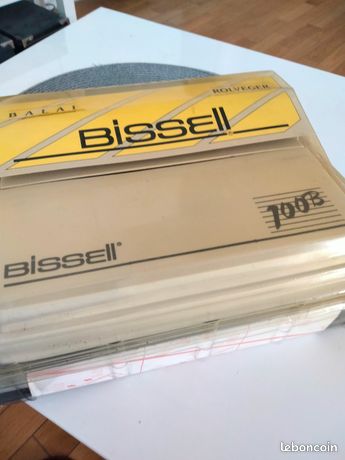 BALAI
ROLVEGER
BISSELL®
BISSELL®
100B
leboncoin